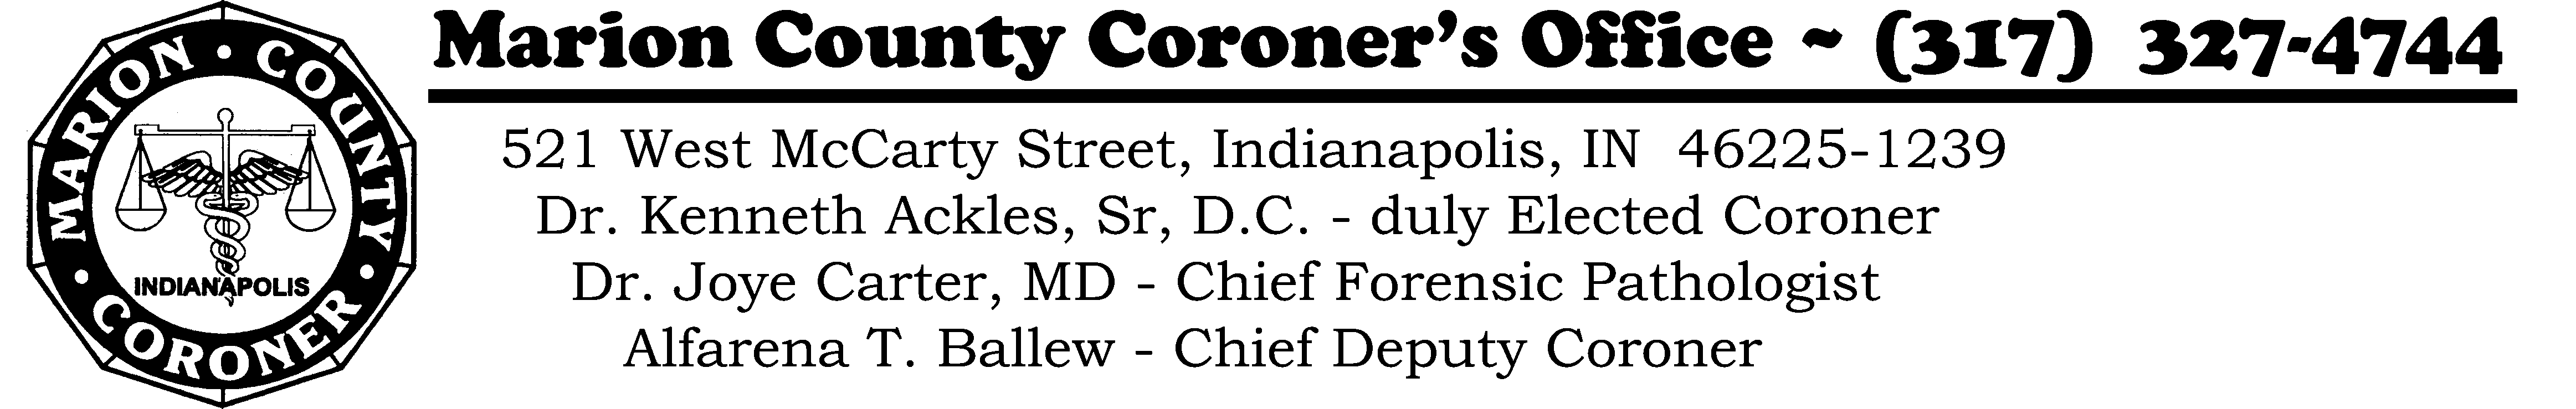 MARION • COUNTY • CORONER •
INDIANAPOLIS
Marion County Coroner’s Office ~ (317) 327-4744
521 West McCarty Street, Indianapolis, IN 46225-1239
Dr. Kenneth Ackles, Sr, D.C. - duly Elected Coroner
Dr. Joye Carter, MD - Chief Forensic Pathologist
Alfarena T. Ballew - Chief Deputy Coroner